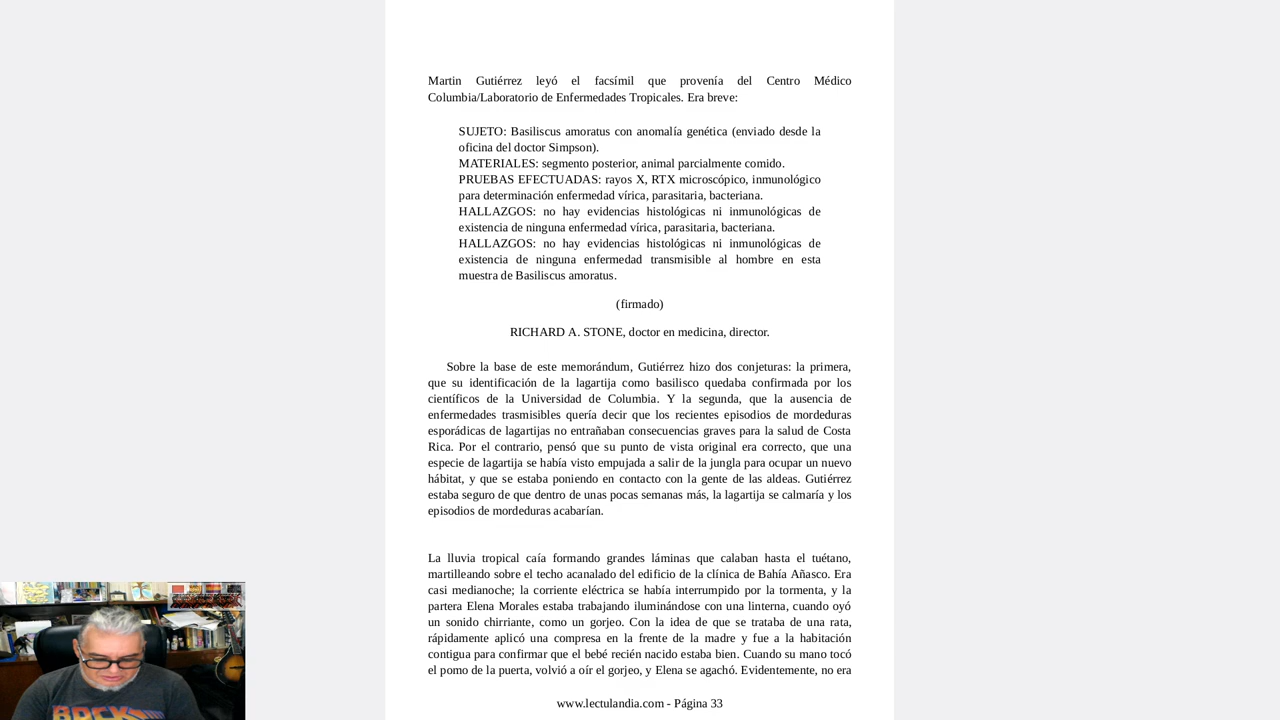 Martin Gutiérrez leyó el facsímil que provenía del Centro Médico
Columbia/Laboratorio de Enfermedades Tropicales. Era breve:
SUJETO: Basiliscus amoratus con anomalía genética (enviado desde la
oficina del doctor Simpson).
MATERIALES: segmento posterior, animal parcialmente comido.
PRUEBAS EFECTUADAS: rayos X, RTX microscópico, inmunológico
para determinación enfermedad vírica, parasitaria, bacteriana.
HALLAZGOS: no hay evidencias histológicas ni inmunológicas de
existencia de ninguna enfermedad vírica, parasitaria, bacteriana.
HALLAZGOS: no hay evidencias histológicas ni inmunológicas de
existencia de ninguna enfermedad transmisible al hombre en esta
muestra de Basiliscus amoratus.
(firmado)
RICHARD A. STONE, doctor en medicina, director.
Sobre la base de este memorándum, Gutiérrez hizo dos conjeturas: la primera,
que su identificación de la lagartija como basilisco quedaba confirmada por los
científicos de la Universidad de Columbia. Y la segunda, que la ausencia de
enfermedades trasmisibles quería decir que los recientes episodios de mordeduras
esporádicas de lagartijas no entrañaban consecuencias graves para la salud de Costa
Rica. Por el contrario, pensó que su punto de vista original era correcto, que una
especie de lagartija se había visto empujada a salir de la jungla para ocupar un nuevo
hábitat, y que se estaba poniendo en contacto con la gente de las aldeas. Gutiérrez
estaba seguro de que dentro de unas pocas semanas más, la lagartija se calmaría y los
episodios de mordeduras acabarían.
La lluvia tropical caía formando grandes láminas que calaban hasta el tuétano,
martilleando sobre el techo acanalado del edificio de la clínica de Bahía Añasco. Era
casi medianoche; la corriente eléctrica se había interrumpido por la tormenta, y la
partera Elena Morales estaba trabajando iluminándose con una linterna, cuando oyó
un sonido chirriante, como un gorjeo. Con la idea de que se trataba de una rata,
rápidamente aplicó una compresa en la frente de la madre y fue a la habitación
contigua para confirmar que el bebé recién nacido estaba bien. Cuando su mano tocó
el pomo de la puerta, volvió a oír el gorjeo, y Elena se agachó. Evidentemente, no era
www.lectulandia.com - Página 33